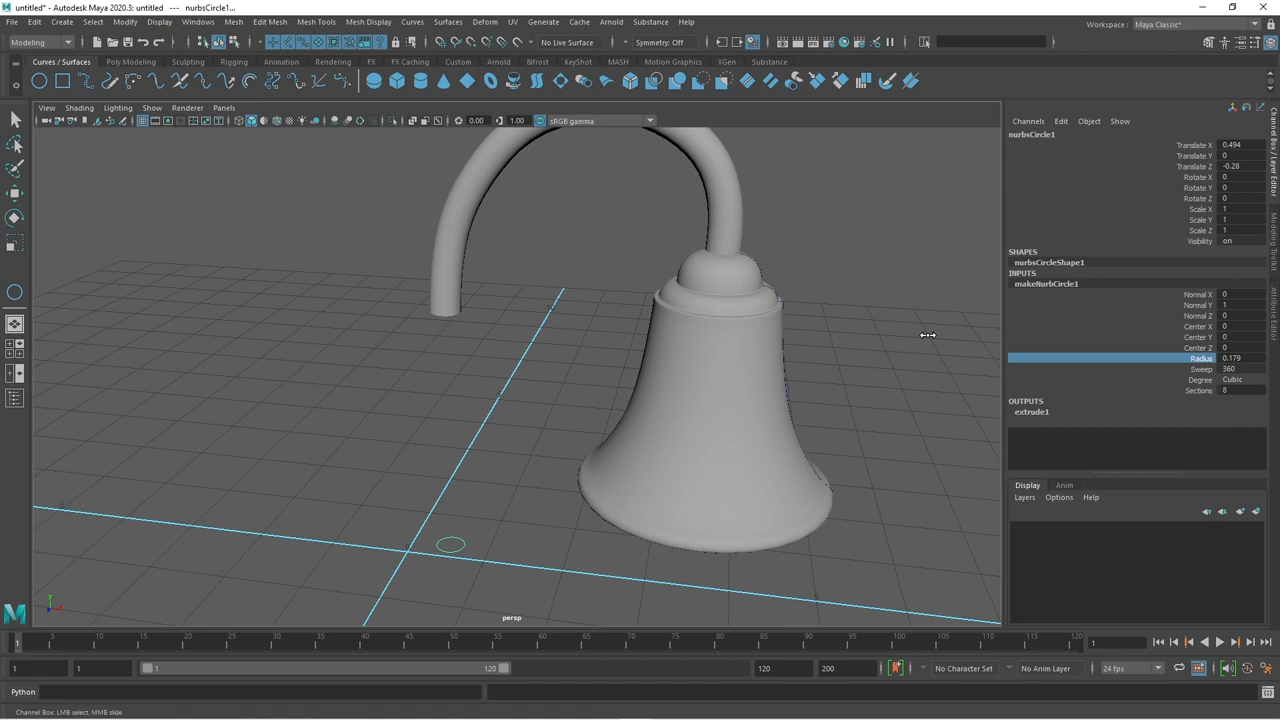 untitled* - Autodesk Maya 2020.3: untitled --- nurbsCircle1...
File Edit Create Select Modify Display Windows Mesh Edit Mesh Mesh Tools Mesh Display Curves Surfaces Deform UV Generate Cache Arnold Substance Help
Workspace : Maya Classic*
Modeling No Live Surface Symmetry: Off
Curves / Surfaces Poly Modeling Sculpting Rigging Animation Rendering FX FX Caching Custom Arnold Bifrost KeyShot MASH Motion Graphics XGen Substance
View Shading Lighting Show Renderer Panels
0.00 1.00 sRGB gamma
Channels Edit Object Show
nurbsCircle1
Translate X 0.494
Translate Y 0
Translate Z -0.28
Rotate X 0
Rotate Y 0
Rotate Z 0
Scale X 1
Scale Y 1
Scale Z 1
Visibility on
SHAPES
nurbsCircleShape1
INPUTS
makeNurbCircle1
Normal X 0
Normal Y 1
Normal Z 0
Center X 0
Center Y 0
Center Z 0
Radius 0.179
Sweep 360
Degree Cubic
Sections 8
OUTPUTS
extrude1
Display Anim
Layers Options Help
Channel Box / Layer Editor
Modeling Toolkit
Attribute Editor
persp
1 5 10 15 20 25 30 35 40 45 50 55 60 65 70 75 80 85 90 95 100 105 110 115 120 1
1 1 1 120 120 200 No Character Set No Anim Layer 24 fps
Python
Channel Box: LMB select, MMB slide